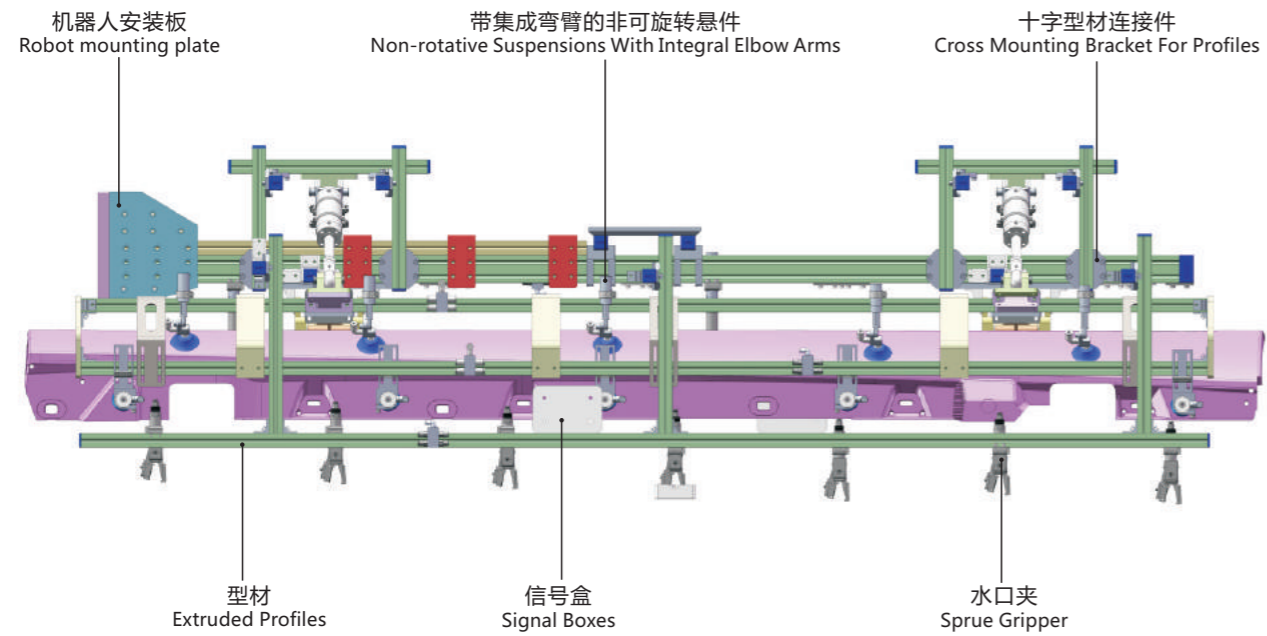 机器人安装板
Robot mounting plate
带集成弯臂的非可旋转悬件
Non-rotative Suspensions With Integral Elbow Arms
十字型材连接件
Cross Mounting Bracket For Profiles
型材
Extruded Profiles
信号盒
Signal Boxes
水口夹
Sprue Gripper